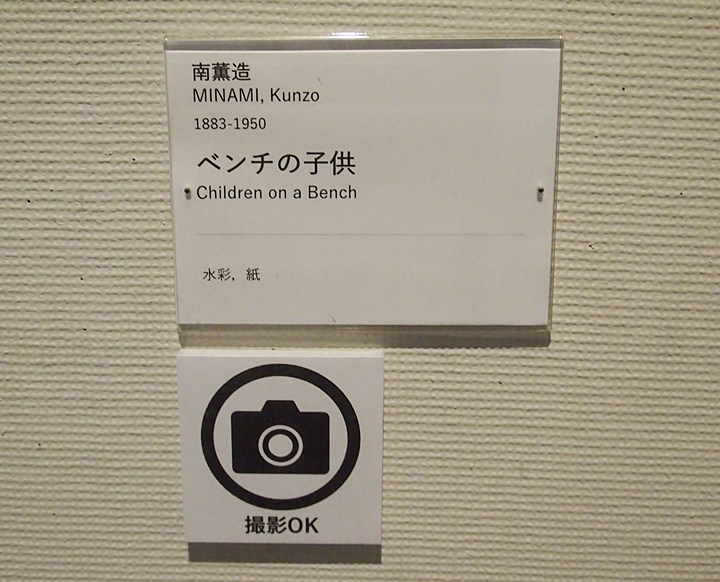 南薫造
MINAMI, Kunzo
1883-1950
ベンチの子供
Children on a Bench
水彩，紙
撮影OK